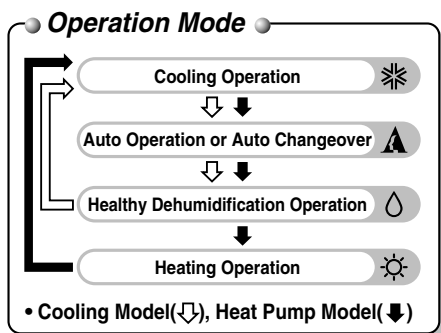 Operation Mode
Cooling Operation
Auto Operation or Auto Changeover
Healthy Dehumidification Operation
Heating Operation
• Cooling Model(⇩), Heat Pump Model(⬇)